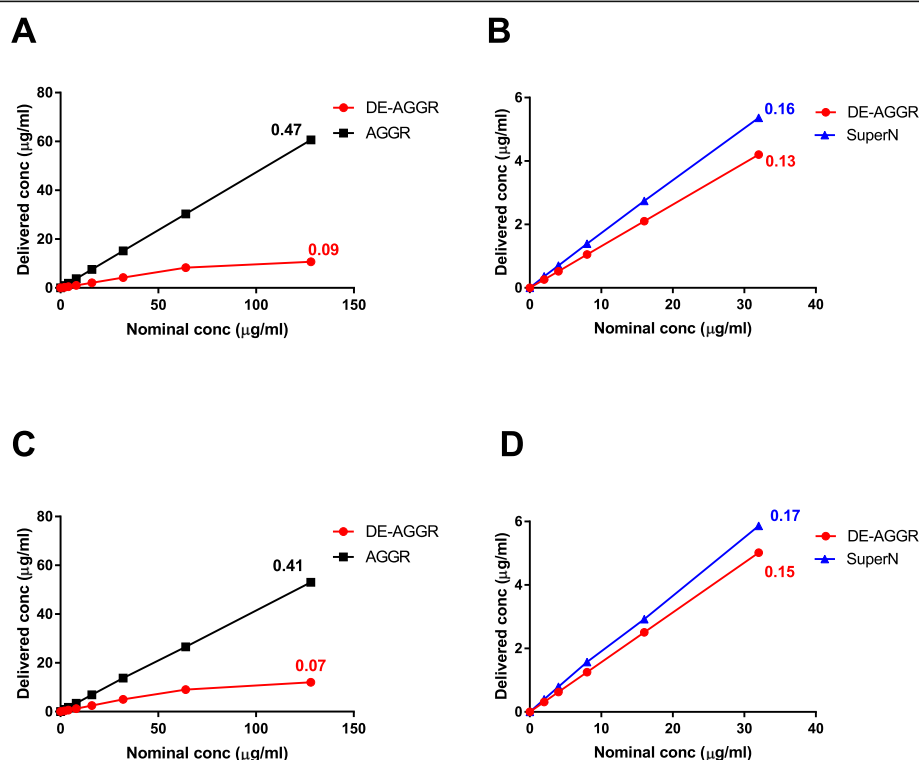 A
80
60
40
20
0
0
50
100
150
Delivered conc (μg/ml)
Nominal conc (μg/ml)
0.47
0.09
DE-AGGR
AGGR
B
6
4
2
0
0
10
20
30
40
Delivered conc (μg/ml)
Nominal conc (μg/ml)
0.16
0.13
DE-AGGR
SuperN
C
80
60
40
20
0
0
50
100
150
Delivered conc (μg/ml)
Nominal conc (μg/ml)
0.41
0.07
DE-AGGR
AGGR
D
6
4
2
0
0
10
20
30
40
Delivered conc (μg/ml)
Nominal conc (μg/ml)
0.17
0.15
DE-AGGR
SuperN